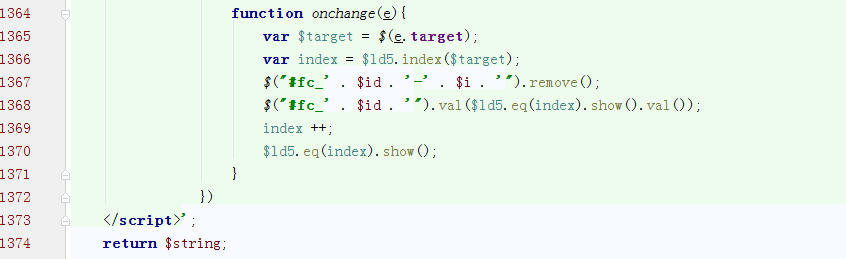 1364 function onchange(e){
1365 var $target = $(e.target);
1366 var index = $ld5.index($target);
1367 $("#fc_' . $id . '-' . $i . '").remove();
1368 $("#fc_' . $id . '").val($ld5.eq(index).show().val());
1369 index ++;
1370 $ld5.eq(index).show();
1371 }
1372 })
1373 </script>';
1374 return $string;